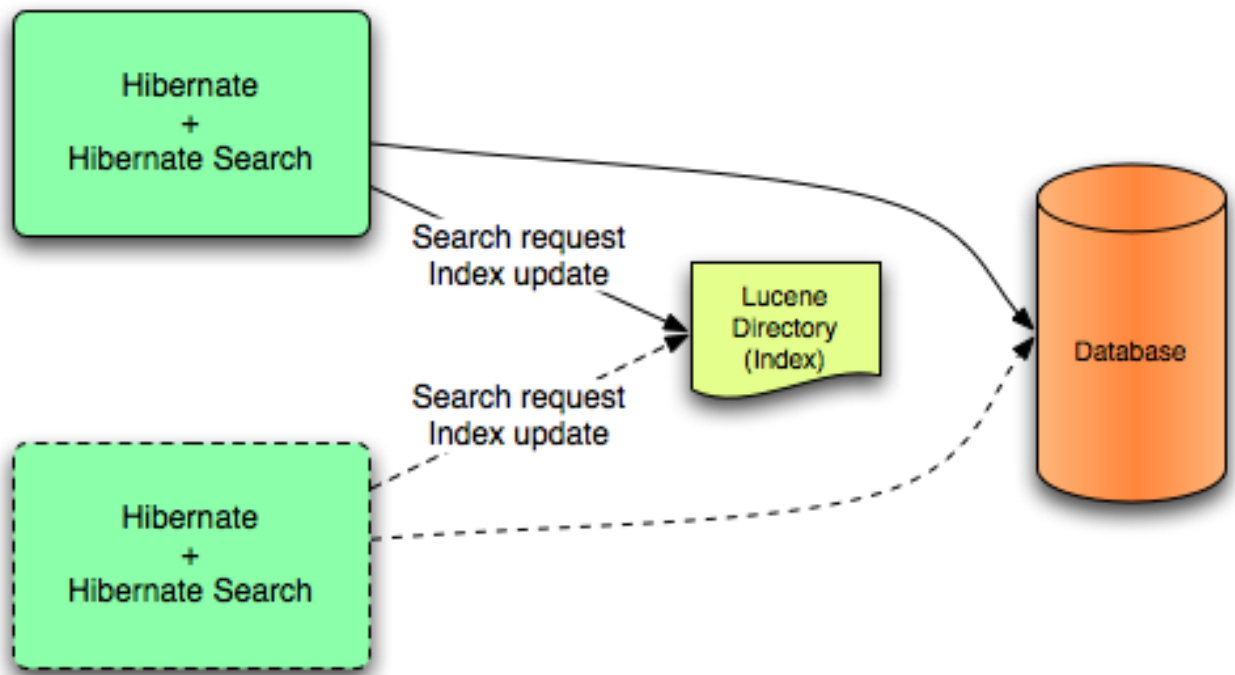 Hibernate
+
Hibernate Search
Search request
Index update
Lucene
Directory
(Index)
Database
Search request
Index update
Hibernate
+
Hibernate Search